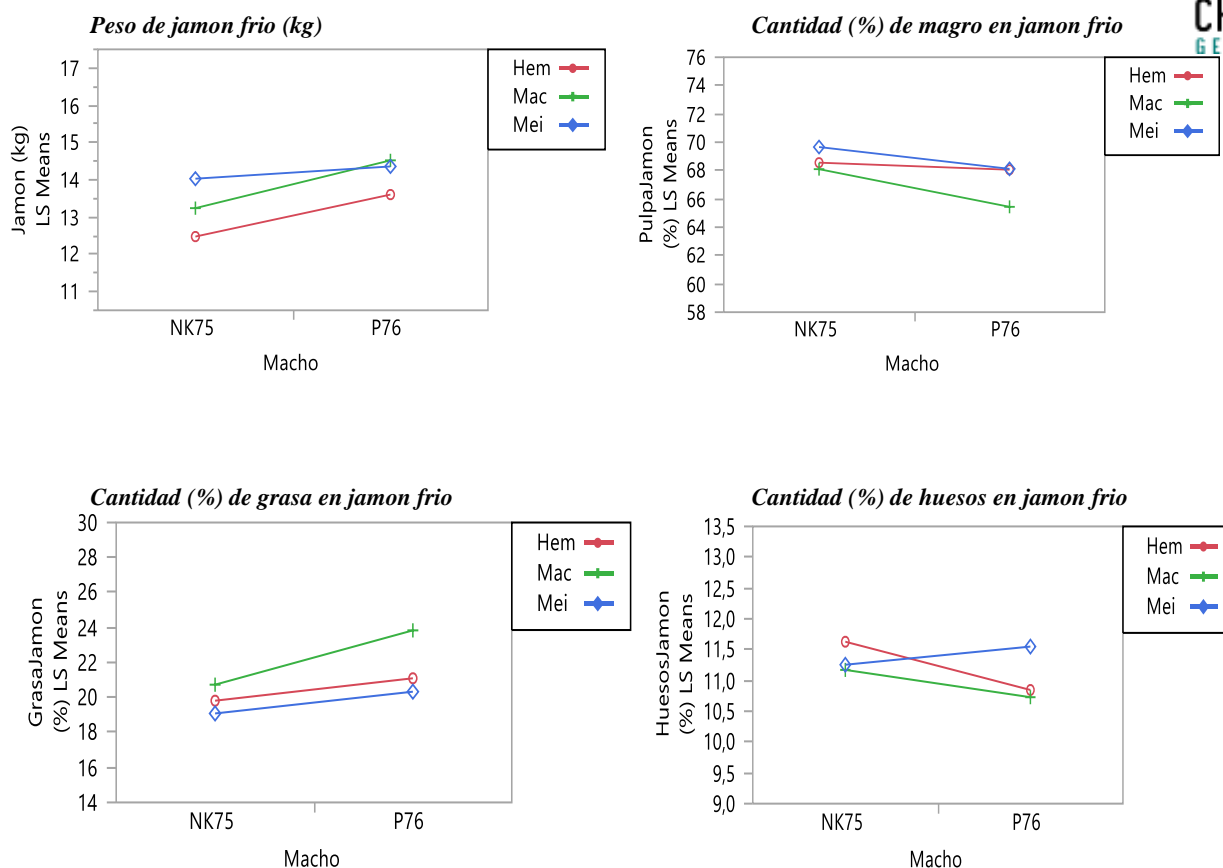 Peso de jamon frio (kg)
17
16
15
14
13
12
11
Jamon (kg)
LS Means
NK75
P76
Macho
Hem
Mac
Mei
Cantidad (%) de magro en jamon frio
76
74
72
70
68
66
64
62
60
58
PulpaJamon
(%) LS Means
NK75
P76
Macho
Hem
Mac
Mei
Cantidad (%) de grasa en jamon frio
30
28
26
24
22
20
18
16
14
GrasaJamon
(%) LS Means
NK75
P76
Macho
Hem
Mac
Mei
Cantidad (%) de huesos en jamon frio
13,5
13,0
12,5
12,0
11,5
11,0
10,5
10,0
9,5
9,0
HuesosJamon
(%) LS Means
NK75
P76
Macho
Hem
Mac
Mei